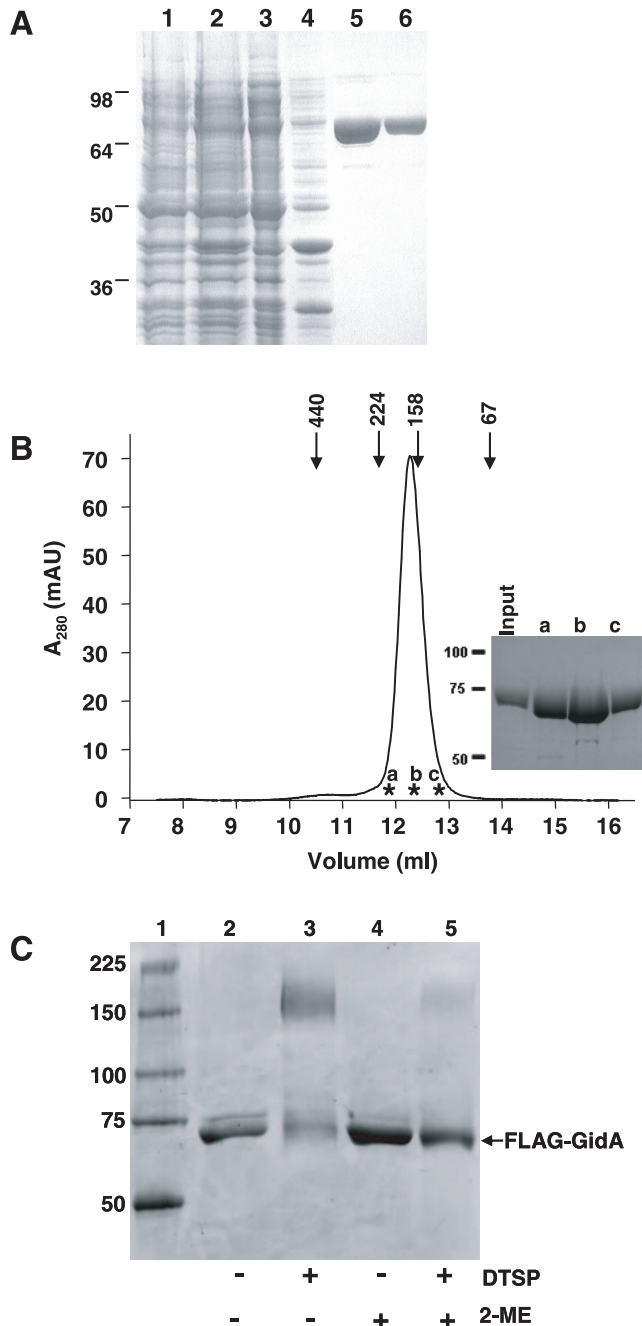 A
1 2 3 4 5 6
98
64
50
36
B
440
224
158
67
70
60
50
40
30
20
10
0
A280 (mAU)
a b c
* * *
7 8 9 10 11 12 13 14 15 16
Volume (ml)
Input a b c
100
75
50
C
1 2 3 4 5
225
150
100
75
50
←FLAG-GidA
- + - + DTSP
- - + + 2-ME